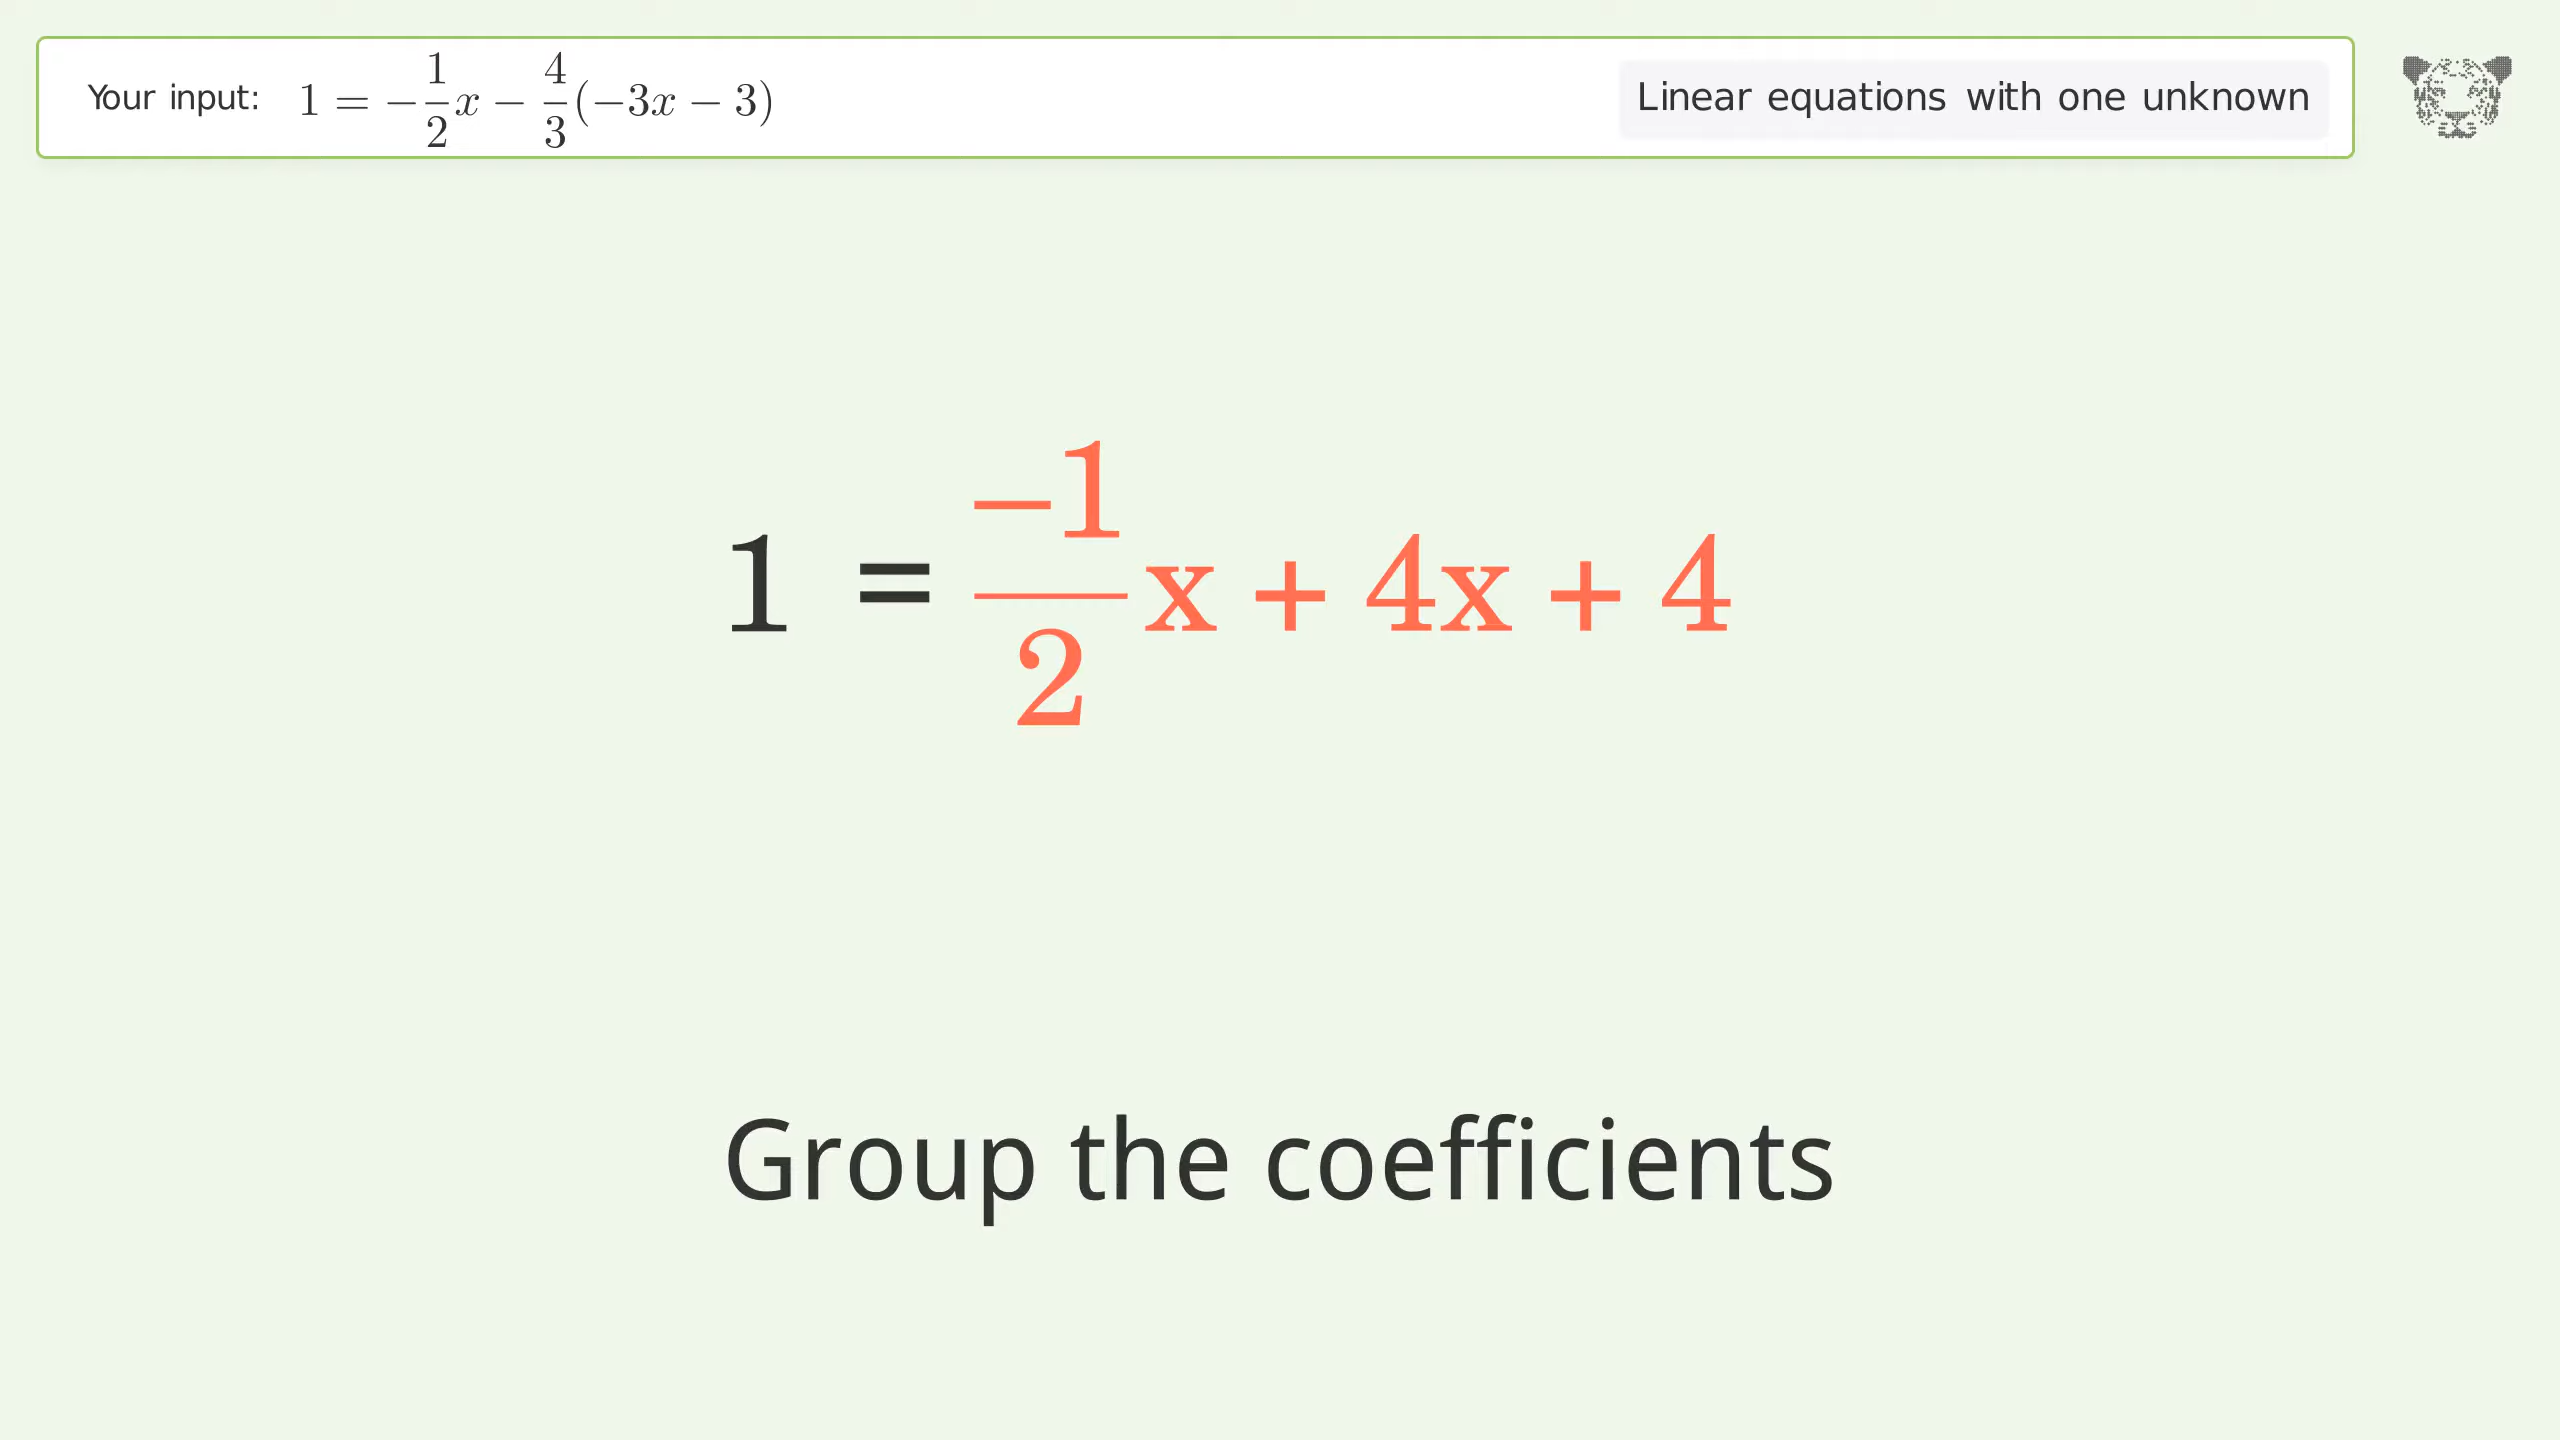 Your input: 1 = −1/2x − 4/3(−3x − 3)
Linear equations with one unknown
1 = −1/2x + 4x + 4
Group the coefficients